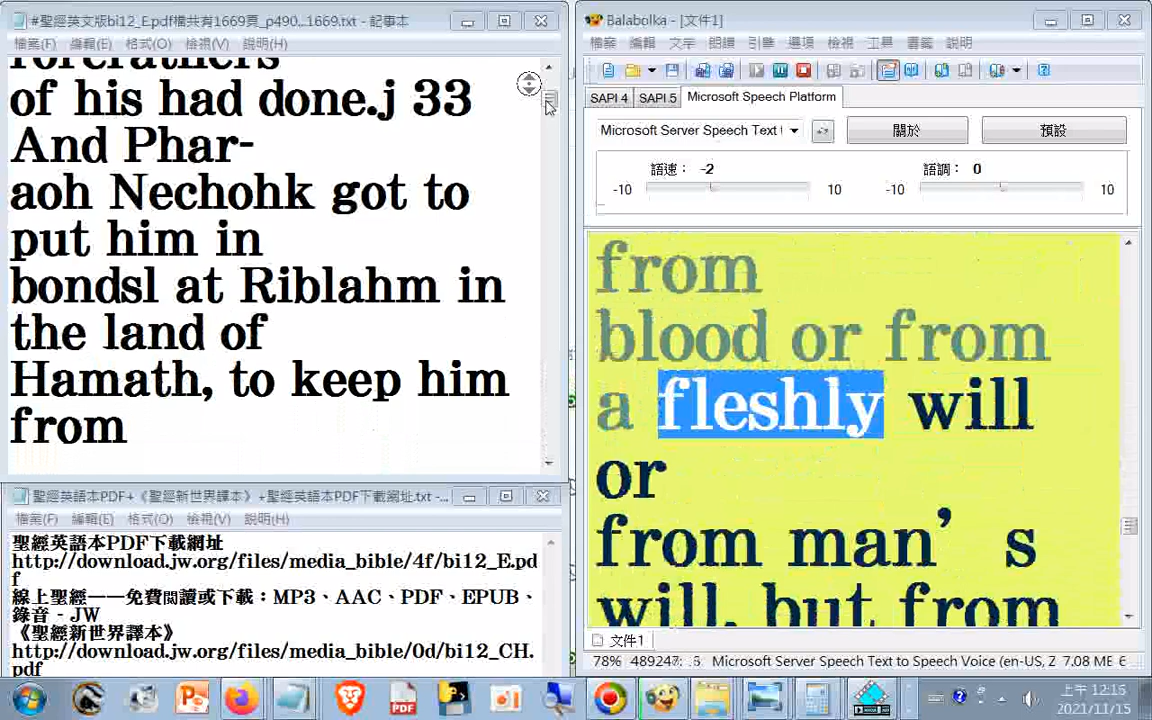 #聖經英文版bi12_E.pdf檔共有1669頁_p490...1669.txt - 記事本
檔案(F) 編輯(E) 格式(O) 檢視(V) 說明(H)
forefathers
of his had done.j 33
And Phar-
aoh Nechohk got to
put him in
bondsl at Riblahm in
the land of
Hamath, to keep him
from
聖經英語本PDF+《聖經新世界譯本》+聖經英語本PDF下載網址.txt -...
檔案(F) 編輯(E) 格式(O) 檢視(V) 說明(H)
聖經英語本PDF下載網址
http://download.jw.org/files/media_bible/4f/bi12_E.pd
f
線上聖經——免費閱讀或下載：MP3、AAC、PDF、EPUB、
錄音 - JW
《聖經新世界譯本》
http://download.jw.org/files/media_bible/0d/bi12_CH.
pdf
Balabolka - [文件1]
檔案 編輯 文字 朗讀 引擎 選項 檢視 工具 書籤 說明
SAPI 4 SAPI 5 Microsoft Speech Platform
Microsoft Server Speech Text 關於 預設
語速： -2 語調： 0
-10 10 -10 10
from
blood or from
a fleshly will
or
from man’s
will, but from
文件1
78% 489247: Microsoft Server Speech Text to Speech Voice (en-US, Z 7.08 MB 6
上午 12:15
2021/11/15